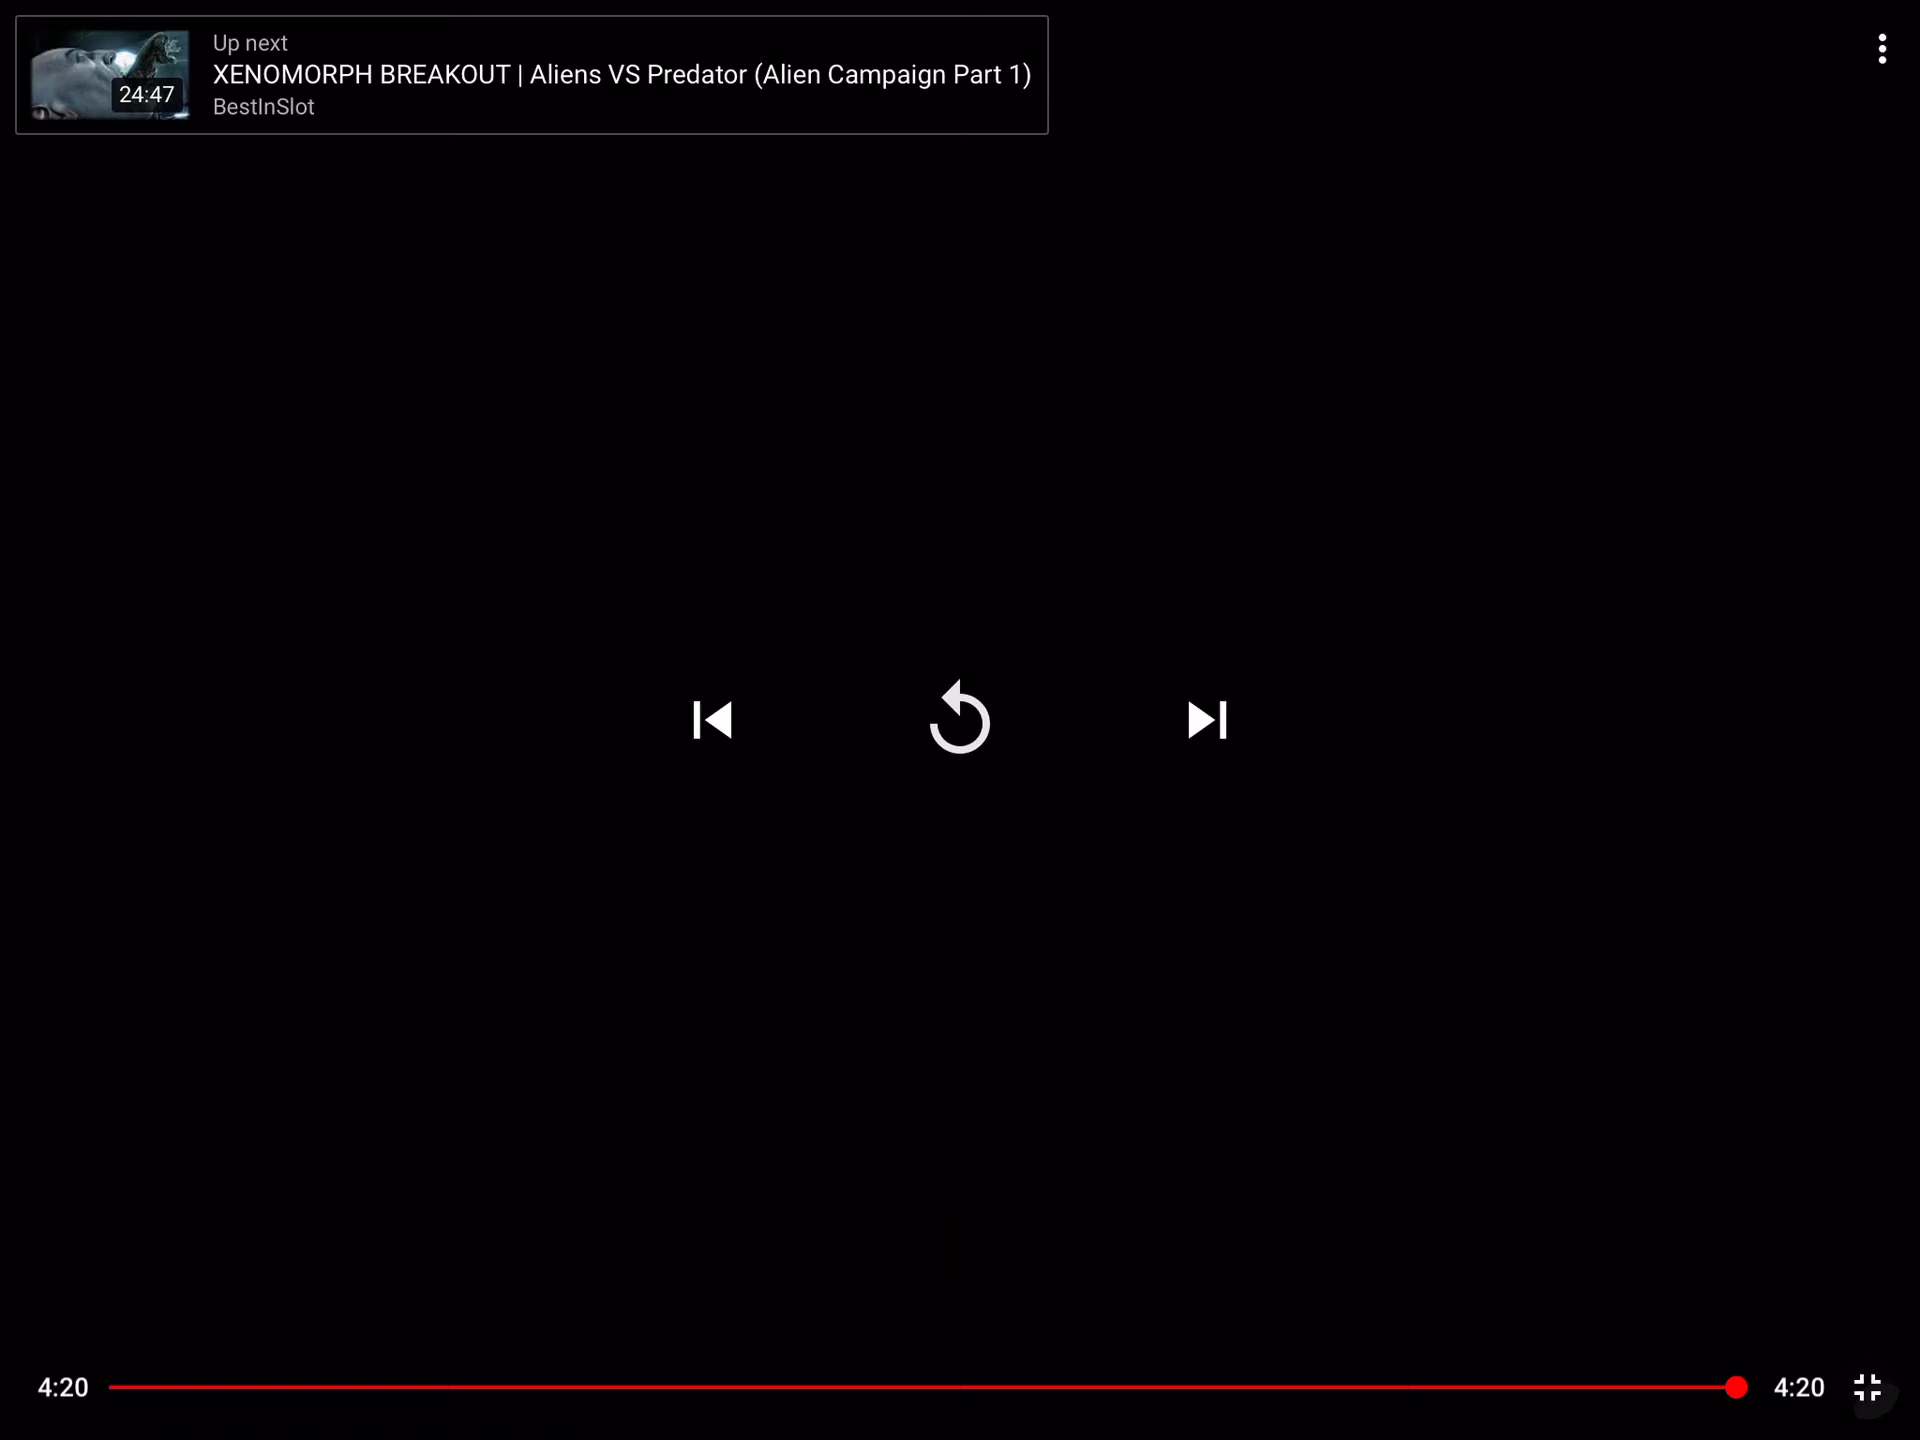 Up next
XENOMORPH BREAKOUT | Aliens VS Predator (Alien Campaign Part 1)
24:47
BestInSlot
4:20
4:20